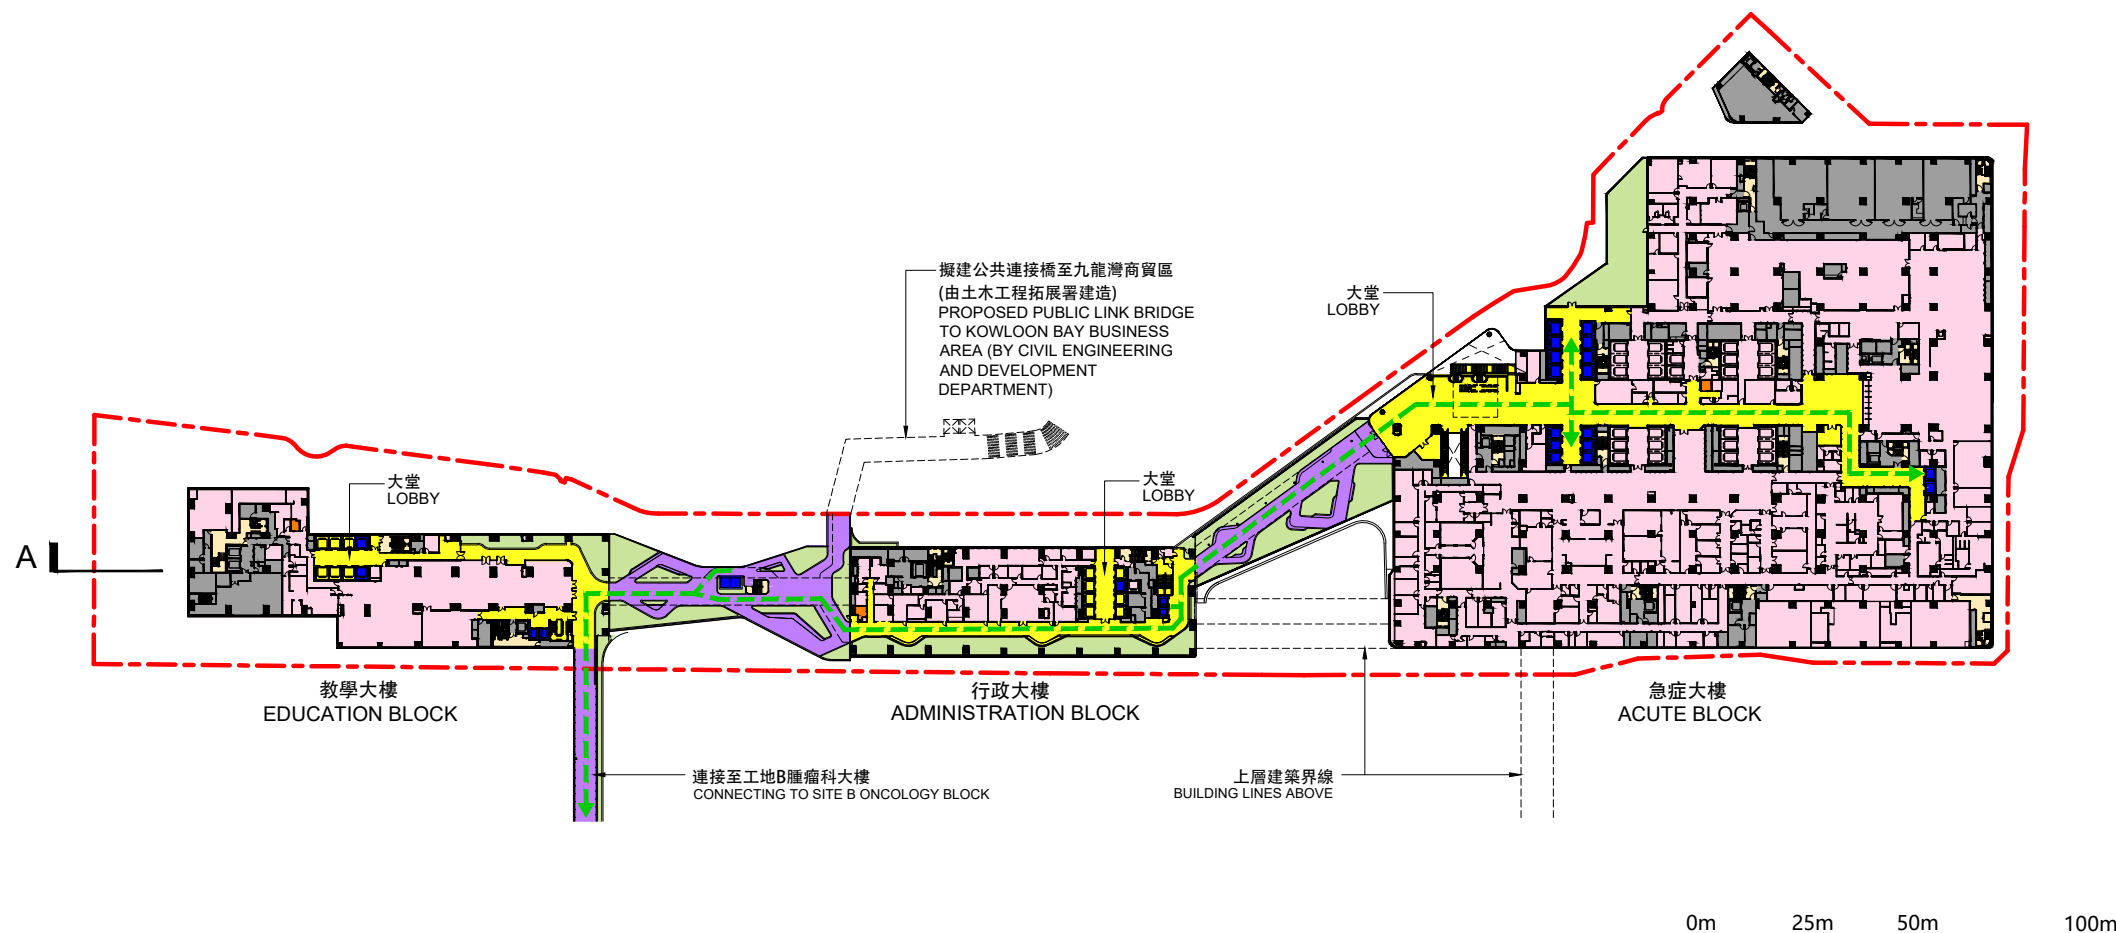 擬建公共連接橋至九龍灣商貿區
(由土木工程拓展署建造)
PROPOSED PUBLIC LINK BRIDGE
TO KOWLOON BAY BUSINESS
AREA (BY CIVIL ENGINEERING
AND DEVELOPMENT
DEPARTMENT)
大堂
LOBBY
大堂
LOBBY
大堂
LOBBY
A
教學大樓
EDUCATION BLOCK
行政大樓
ADMINISTRATION BLOCK
急症大樓
ACUTE BLOCK
連接至工地B腫瘤科大樓
CONNECTING TO SITE B ONCOLOGY BLOCK
上層建築界線
BUILDING LINES ABOVE
0m 25m 50m 100m